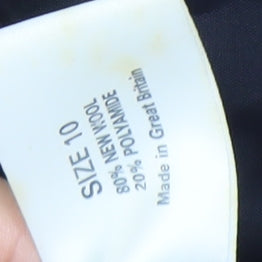 SIZE 10
80% NEW WOOL
20% POLYAMIDE
Made in Great Britain